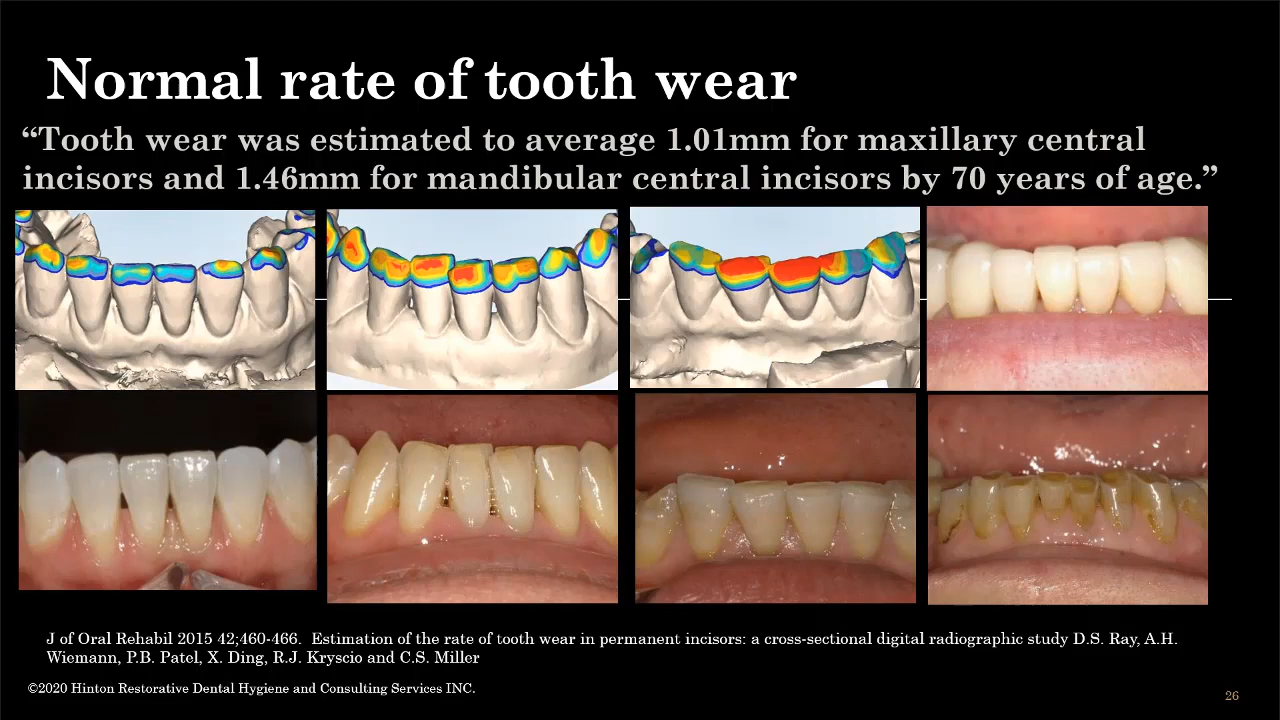 Normal rate of tooth wear
“Tooth wear was estimated to average 1.01mm for maxillary central
incisors and 1.46mm for mandibular central incisors by 70 years of age.”
J of Oral Rehabil 2015 42;460-466.  Estimation of the rate of tooth wear in permanent incisors: a cross-sectional digital radiographic study D.S. Ray, A.H.
Wiemann, P.B. Patel, X. Ding, R.J. Kryscio and C.S. Miller
©2020 Hinton Restorative Dental Hygiene and Consulting Services INC.
26